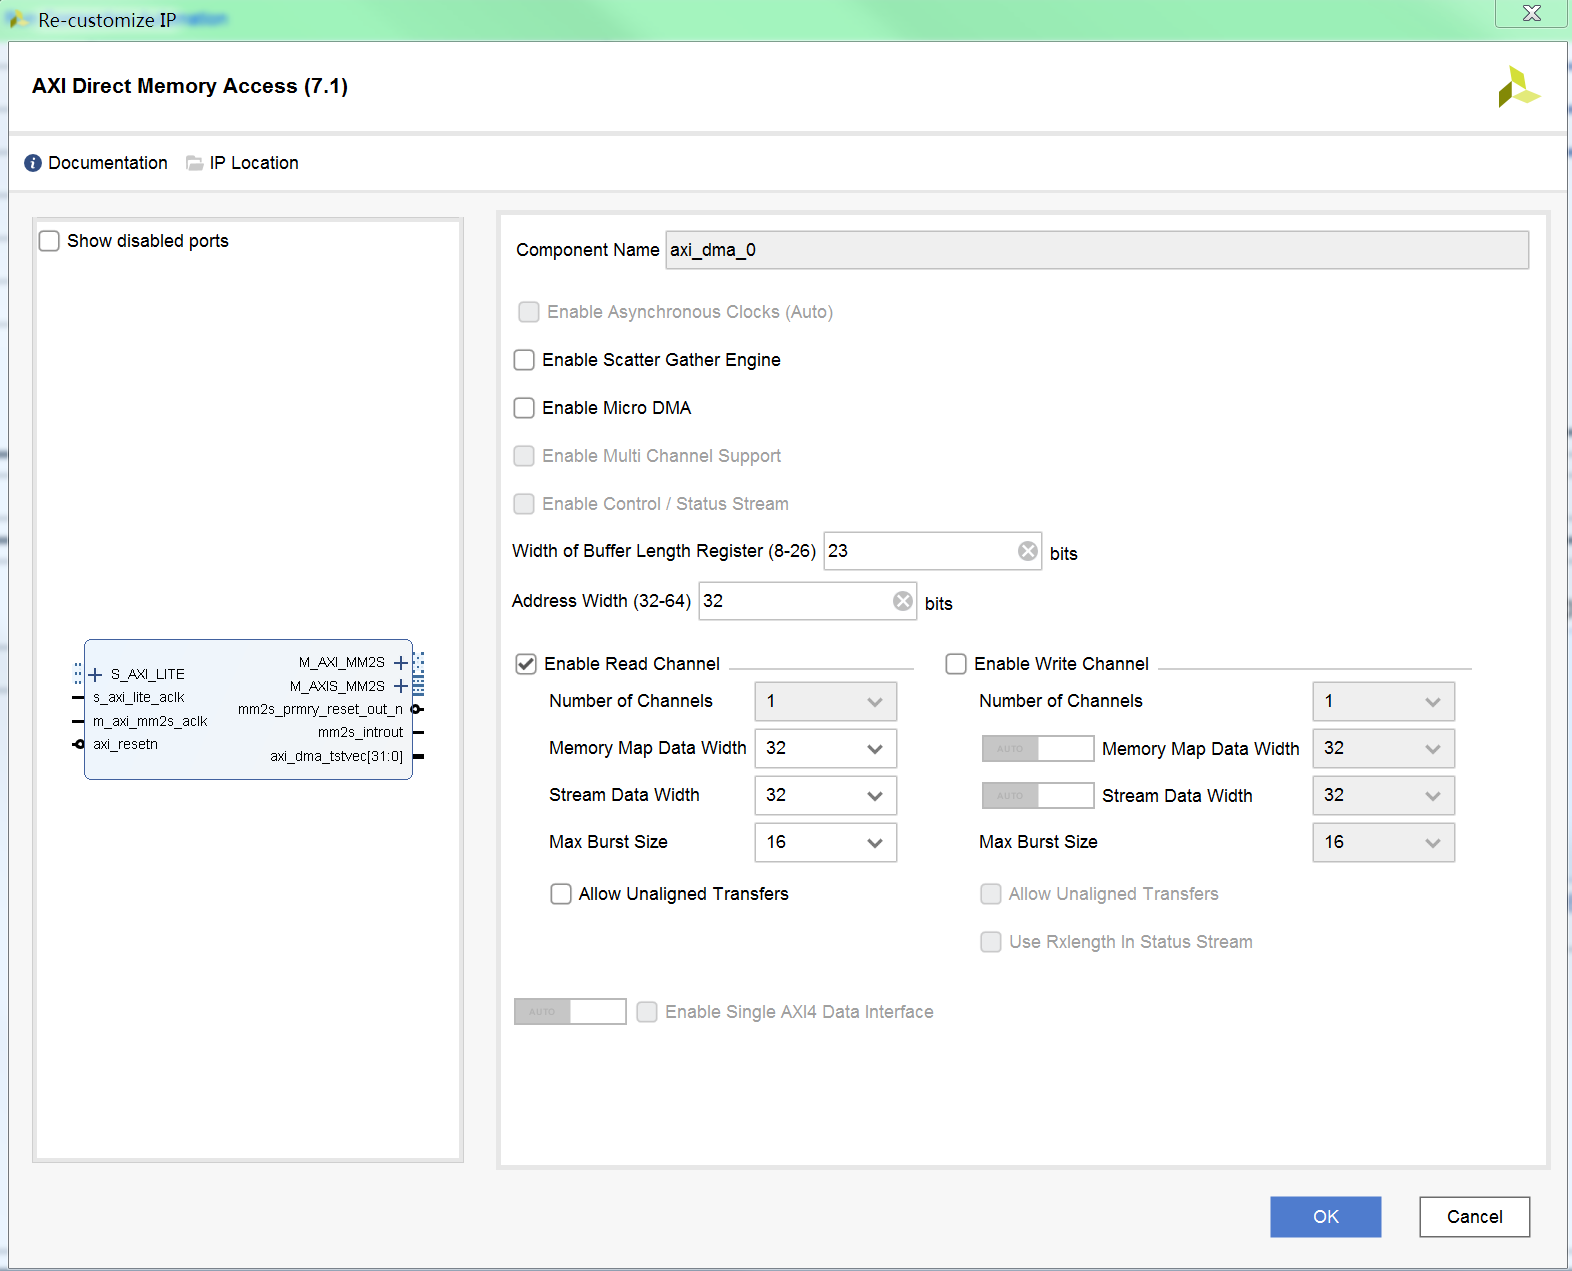 Re-customize IP
AXI Direct Memory Access (7.1)
Documentation IP Location
Show disabled ports
S_AXI_LITE
s_axi_lite_aclk
m_axi_mm2s_aclk
axi_resetn
M_AXI_MM2S
M_AXIS_MM2S
mm2s_prmry_reset_out_n
mm2s_introut
axi_dma_tstvec[31:0]
Component Name axi_dma_0
Enable Asynchronous Clocks (Auto)
Enable Scatter Gather Engine
Enable Micro DMA
Enable Multi Channel Support
Enable Control / Status Stream
Width of Buffer Length Register (8-26) 23 bits
Address Width (32-64) 32 bits
Enable Read Channel
Number of Channels 1
Memory Map Data Width 32
Stream Data Width 32
Max Burst Size 16
Allow Unaligned Transfers
Enable Write Channel
Number of Channels 1
AUTO Memory Map Data Width 32
AUTO Stream Data Width 32
Max Burst Size 16
Allow Unaligned Transfers
Use Rxlength In Status Stream
AUTO Enable Single AXI4 Data Interface
OK Cancel